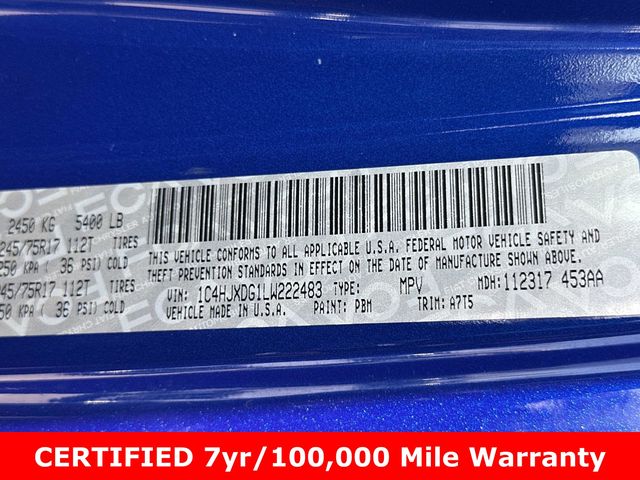 2450 KG 5400 LB
245/75R17 112T TIRES
250 KPA ( 36 PSI) COLD
245/75R17 112T TIRES
250 KPA ( 36 PSI) COLD
THIS VEHICLE CONFORMS TO ALL APPLICABLE U.S.A. FEDERAL MOTOR VEHICLE SAFETY AND
THEFT PREVENTION STANDARDS IN EFFECT ON THE DATE OF MANUFACTURE SHOWN ABOVE.
VIN: 1C4HJXDG1LW222483 TYPE: MPV MDH: 112317 453AA
VEHICLE MADE IN U.S.A. PAINT: PBM TRIM: A7T5
CERTIFIED 7yr/100,000 Mile Warranty